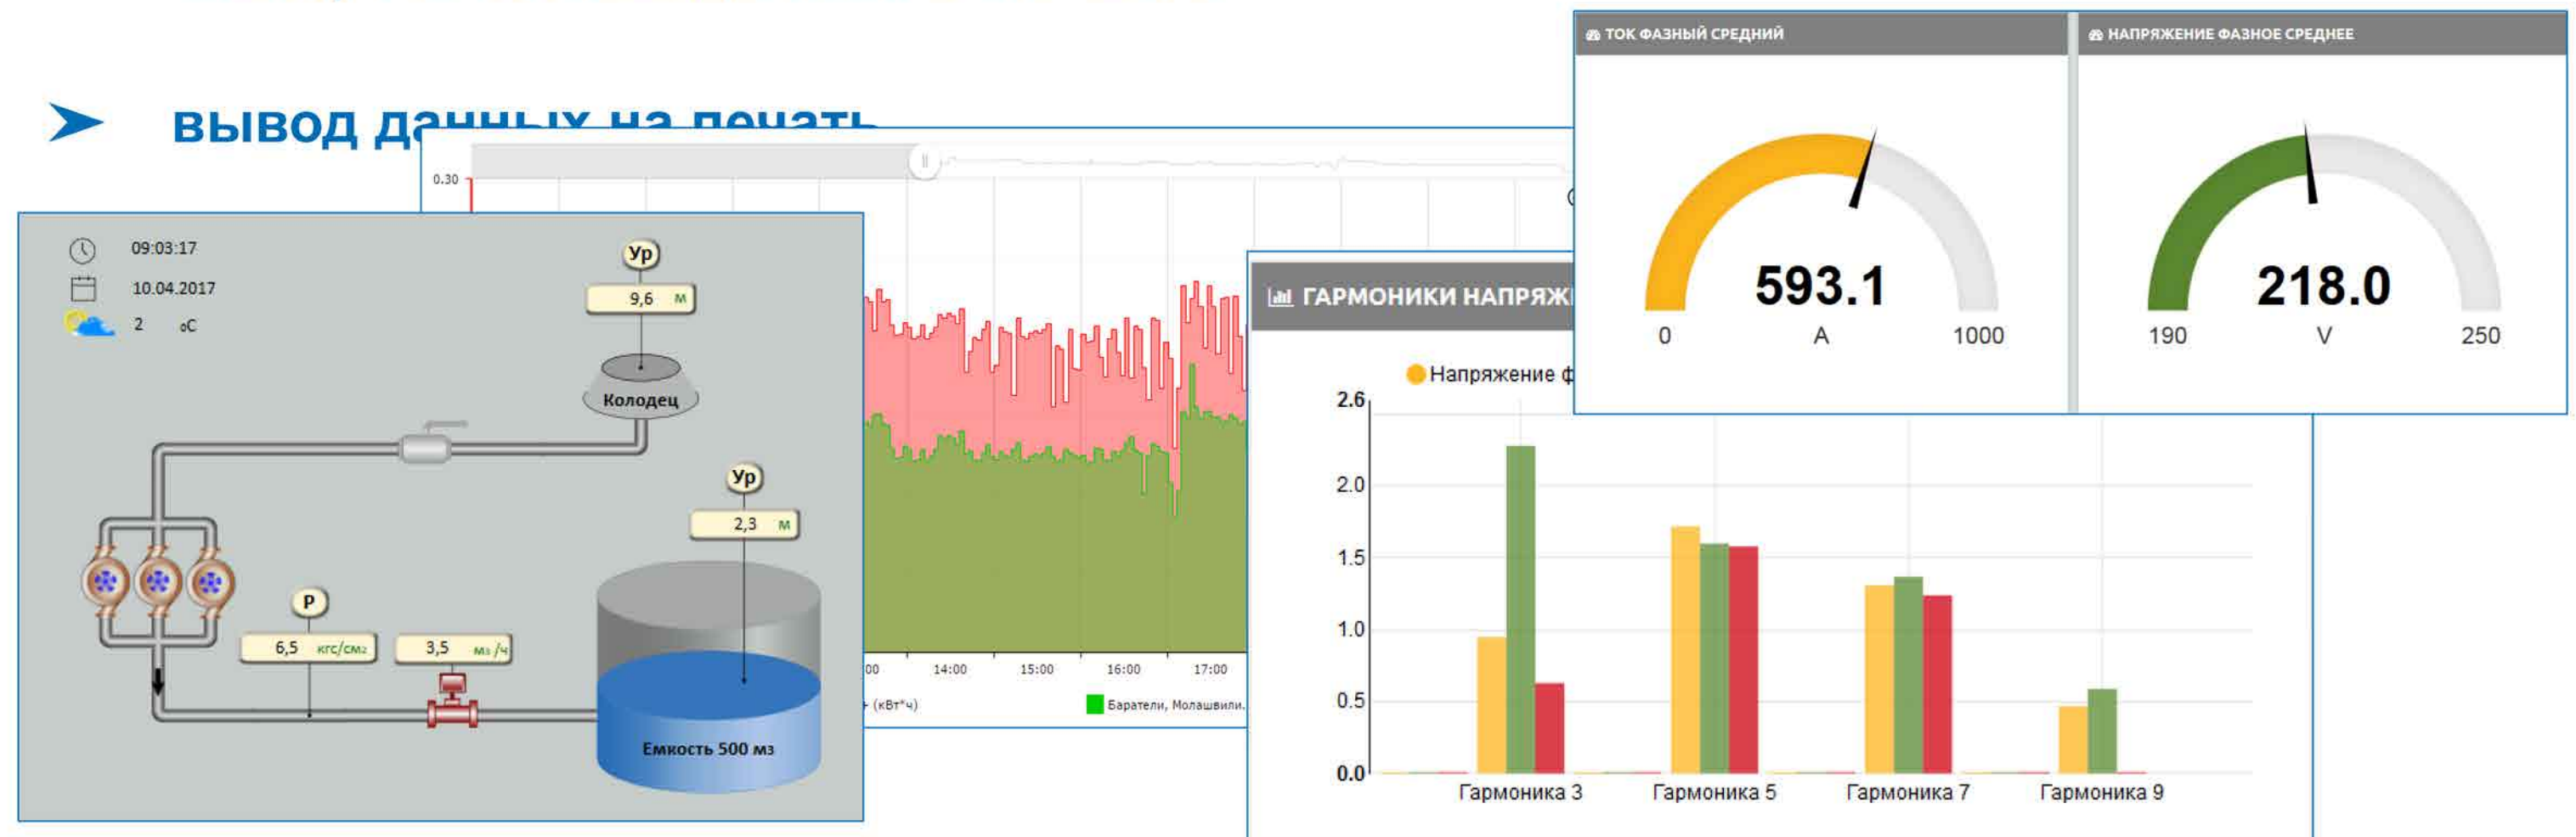 вывод данных на печать
0.30
14:00
15:00
16:00
17:00
(кВт*ч)
Баратели, Молашвили.
09:03:17
10.04.2017
2 оС
Ур
9,6 м
Колодец
Ур
2,3 м
Р
6,5 кгс/см2
3,5 м3/ч
Емкость 500 м3
ГАРМОНИКИ НАПРЯЖ
Напряжение ф
2.6
2.0
1.5
1.0
0.5
0.0
Гармоника 3
Гармоника 5
Гармоника 7
Гармоника 9
ТОК ФАЗНЫЙ СРЕДНИЙ
593.1
0
A
1000
НАПРЯЖЕНИЕ ФАЗНОЕ СРЕДНЕЕ
218.0
190
V
250